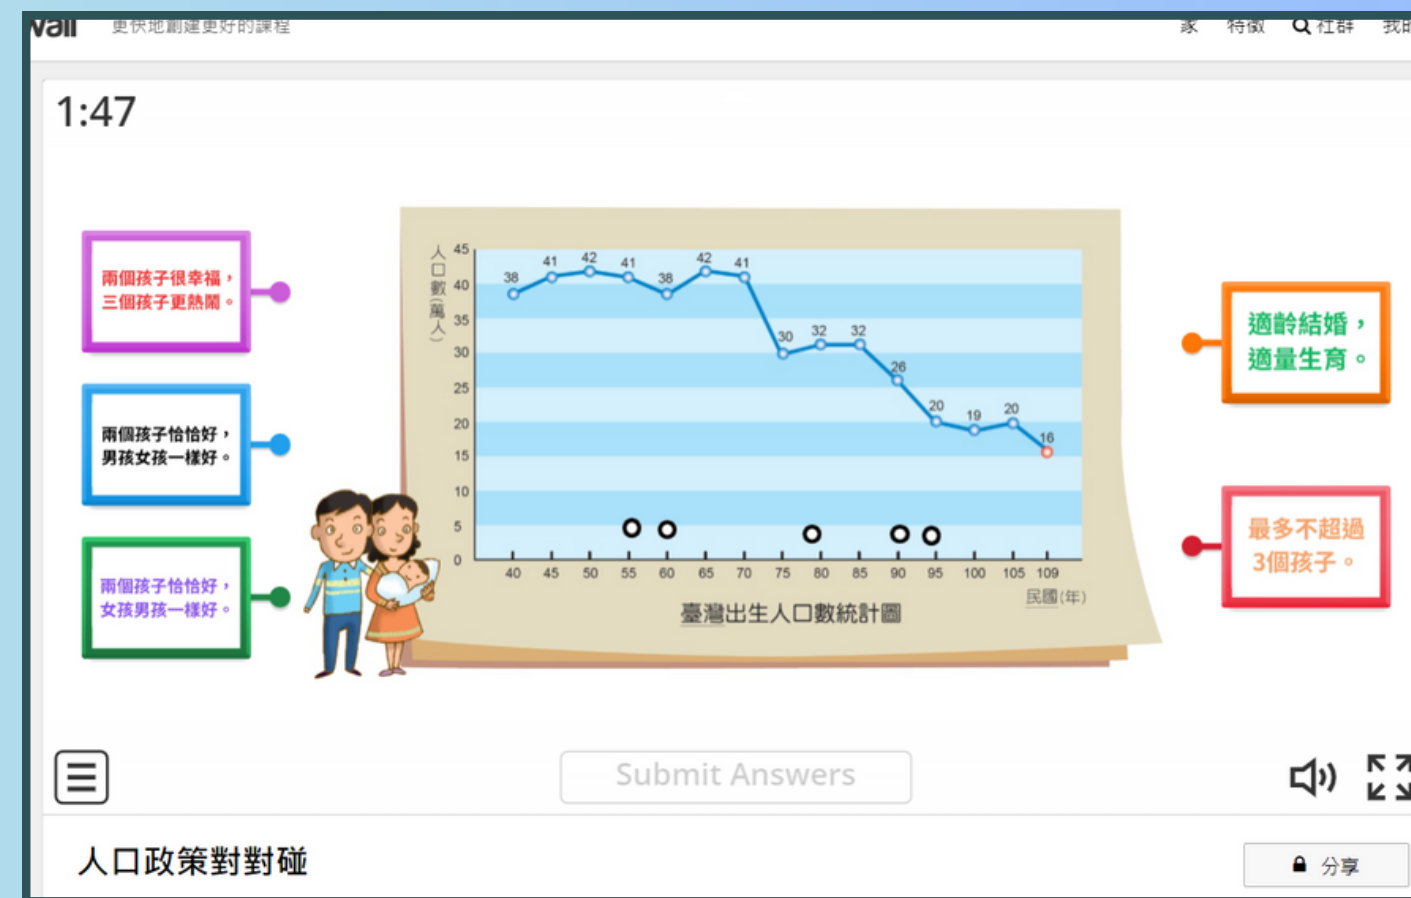 wall 更快地創建更好的課程
家 特徵 社群 我的
1:47
兩個孩子很幸福，
三個孩子更熱鬧。
兩個孩子恰恰好，
男孩女孩一樣好。
兩個孩子恰恰好，
女孩男孩一樣好。
人口數(萬人)
45
40
35
30
25
20
15
10
5
0
38 41 42 41 38 42 41 30 32 32 26 20 19 20 16
40 45 50 55 60 65 70 75 80 85 90 95 100 105 109
民國(年)
臺灣出生人口數統計圖
適齡結婚，
適量生育。
最多不超過
3個孩子。
Submit Answers
人口政策對對碰
分享